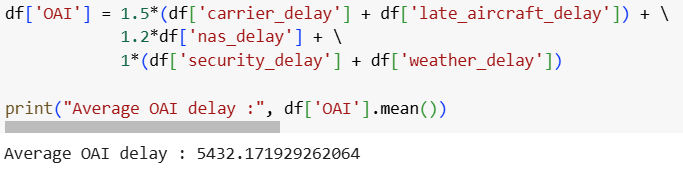 df['OAI'] = 1.5*(df['carrier_delay'] + df['late_aircraft_delay']) + \
            1.2*df['nas_delay'] + \
            1*(df['security_delay'] + df['weather_delay'])
print("Average OAI delay :", df['OAI'].mean())
Average OAI delay : 5432.171929262064